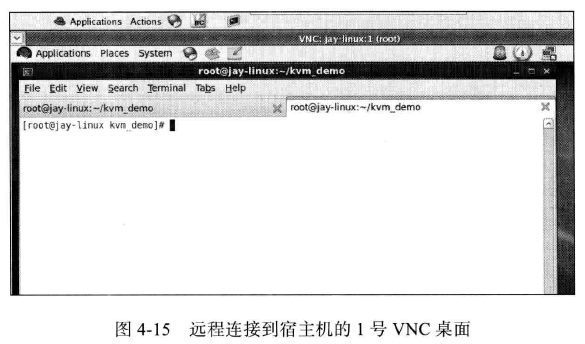 Applications Actions
VNC: jay-linux:1 (root)
Applications Places System
root@jay-linux:~/kvm_demo
File Edit View Search Terminal Tabs Help
root@jay-linux:~/kvm_demo root@jay-linux:~/kvm_demo
[root@jay-linux kvm_demo]#
图 4-15 远程连接到宿主机的 1 号 VNC 桌面